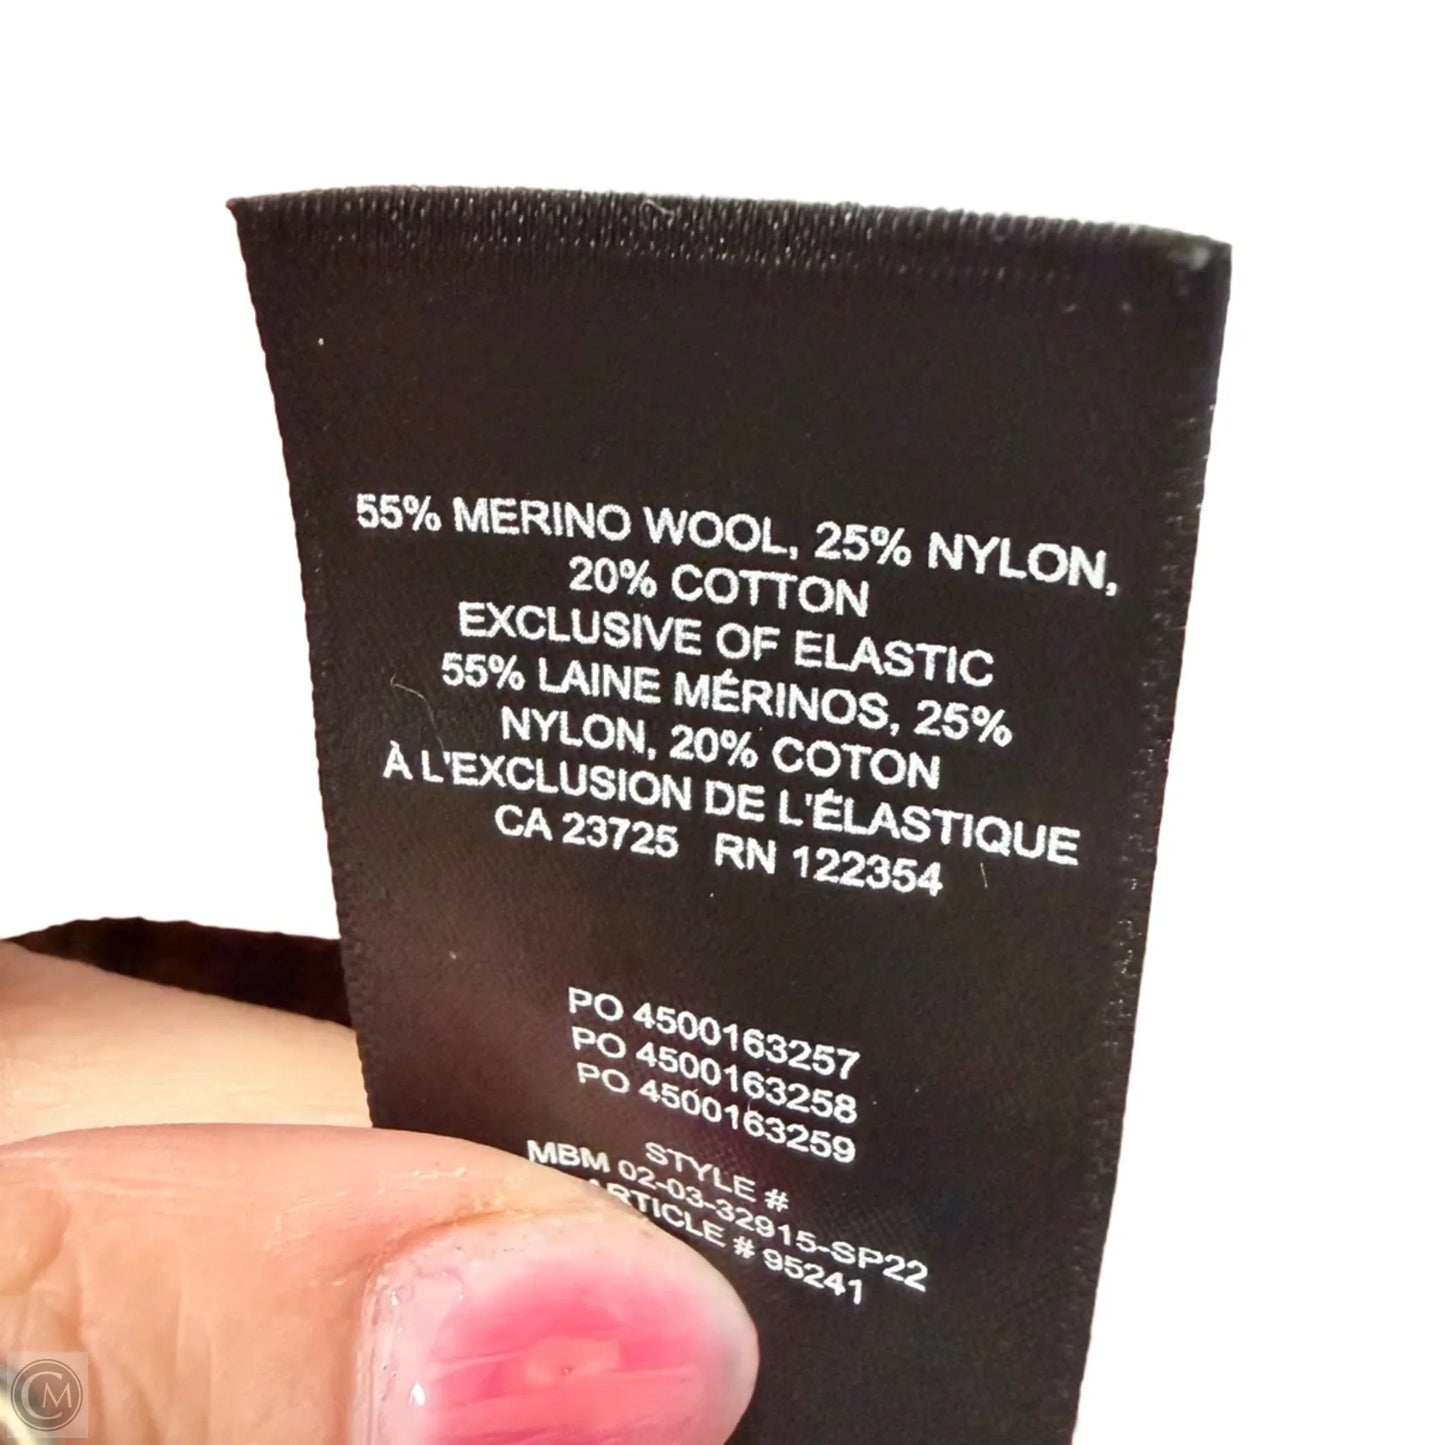 55% MERINO WOOL, 25% NYLON,
20% COTTON
EXCLUSIVE OF ELASTIC
55% LAINE MÉRINOS, 25%
NYLON, 20% COTON
À L'EXCLUSION DE L'ÉLASTIQUE
CA 23725 RN 122354
PO 4500163257
PO 4500163258
PO 4500163259
STYLE #
MBM 02-03-32915-SP22
ARTICLE # 95241
CM